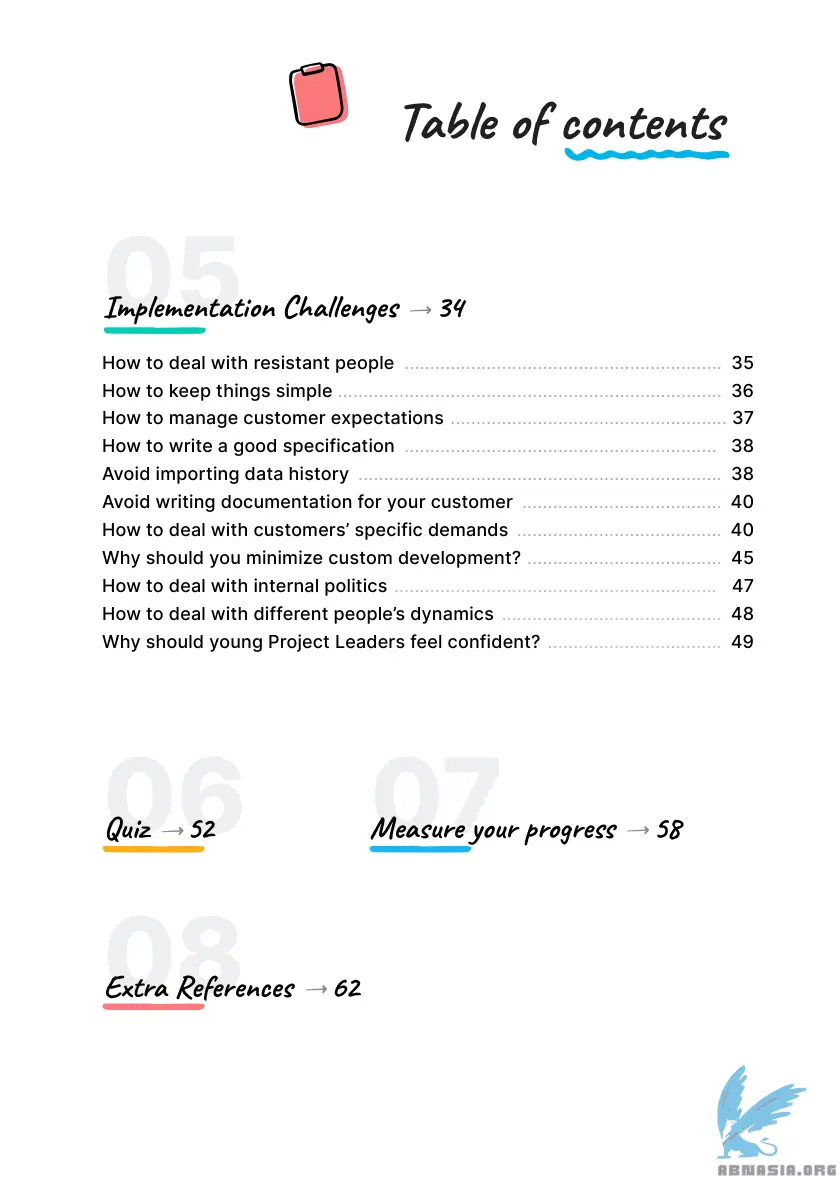 Table of contents
05
Implementation Challenges → 34
How to deal with resistant people ........ 35
How to keep things simple ........ 36
How to manage customer expectations ........ 37
How to write a good specification ........ 38
Avoid importing data history ........ 38
Avoid writing documentation for your customer ........ 40
How to deal with customers’ specific demands ........ 40
Why should you minimize custom development? ........ 45
How to deal with internal politics ........ 47
How to deal with different people’s dynamics ........ 48
Why should young Project Leaders feel confident? ........ 49
06
Quiz → 52
07
Measure your progress → 58
08
Extra References → 62
ABNASIA.ORG